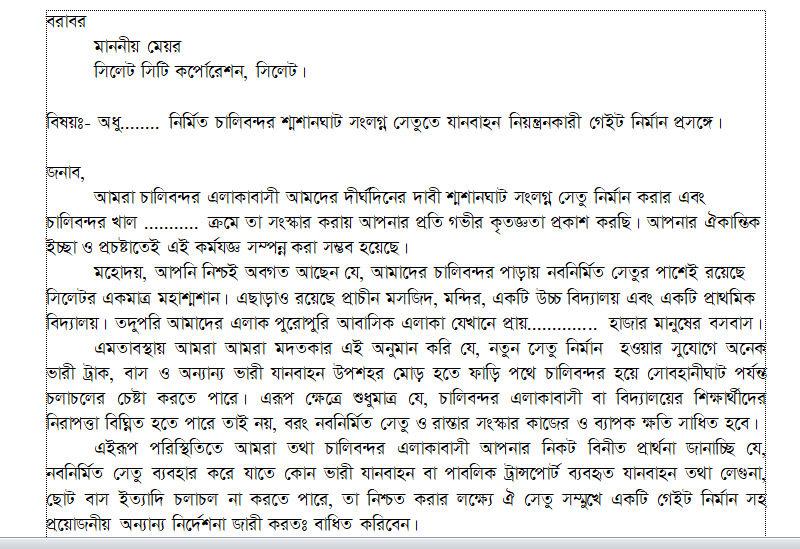 বরাবর
মাননীয় মেয়র
সিলেট সিটি কর্পোরেশন, সিলেট।
বিষয়ঃ- অধু........ নির্মিত চালিবন্দর শ্মশানঘাট সংলগ্ন সেতুতে যানবাহন নিয়ন্ত্রনকারী গেইট নির্মান প্রসঙ্গে।
জনাব,
আমরা চালিবন্দর এলাকাবাসী আমদের দীর্ঘদিনের দাবী শ্মশানঘাট সংলগ্ন সেতু নির্মান করার এবং
চালিবন্দর খাল ........... ক্রমে তা সংস্কার করায় আপনার প্রতি গভীর কৃতজ্ঞতা প্রকাশ করছি। আপনার ঐকান্তিক
ইচ্ছা ও প্রচষ্টাতেই এই কর্মযজ্ঞ সম্পন্ন করা সম্ভব হয়েছে।
মহোদয়, আপনি নিশ্চই অবগত আছেন যে, আমাদের চালিবন্দর পাড়ায় নবনির্মিত সেতুর পাশেই রয়েছে
সিলেটর একমাত্র মহাশ্মশান। এছাড়াও রয়েছে প্রাচীন মসজিদ, মন্দির, একটি উচ্চ বিদ্যালয় এবং একটি প্রাথমিক
বিদ্যালয়। তদুপরি আমাদের এলাক পুরোপুরি আবাসিক এলাকা যেখানে প্রায়.............. হাজার মানুষের বসবাস।
এমতাবস্থায় আমরা আমরা মদতকার এই অনুমান করি যে, নতুন সেতু নির্মান হওয়ার সুযোগে অনেক
ভারী ট্রাক, বাস ও অন্যান্য ভারী যানবাহন উপশহর মোড় হতে ফাড়ি পথে চালিবন্দর হয়ে সোবহানীঘাট পর্যন্ত
চলাচলের চেষ্টা করতে পারে। এরূপ ক্ষেত্রে শুধুমাত্র যে, চালিবন্দর এলাকাবাসী বা বিদ্যালয়ের শিক্ষার্থীদের
নিরাপত্তা বিঘ্নিত হতে পারে তাই নয়, বরং নবনির্মিত সেতু ও রাস্তার সংস্কার কাজের ও ব্যাপক ক্ষতি সাধিত হবে।
এইরূপ পরিস্থিতিতে আমরা তথা চালিবন্দর এলাকাবাসী আপনার নিকট বিনীত প্রার্থনা জানাচ্ছি যে,
নবনির্মিত সেতু ব্যবহার করে যাতে কোন ভারী যানবাহন বা পাবলিক ট্রান্সপোর্ট ব্যবহৃত যানবাহন তথা লেগুনা,
ছোট বাস ইত্যাদি চলাচল না করতে পারে, তা নিশ্চত করার লক্ষ্যে ঐ সেতু সম্মুখে একটি গেইট নির্মান সহ
প্রয়োজনীয় অন্যান্য নির্দেশনা জারী করতঃ বাধিত করিবেন।